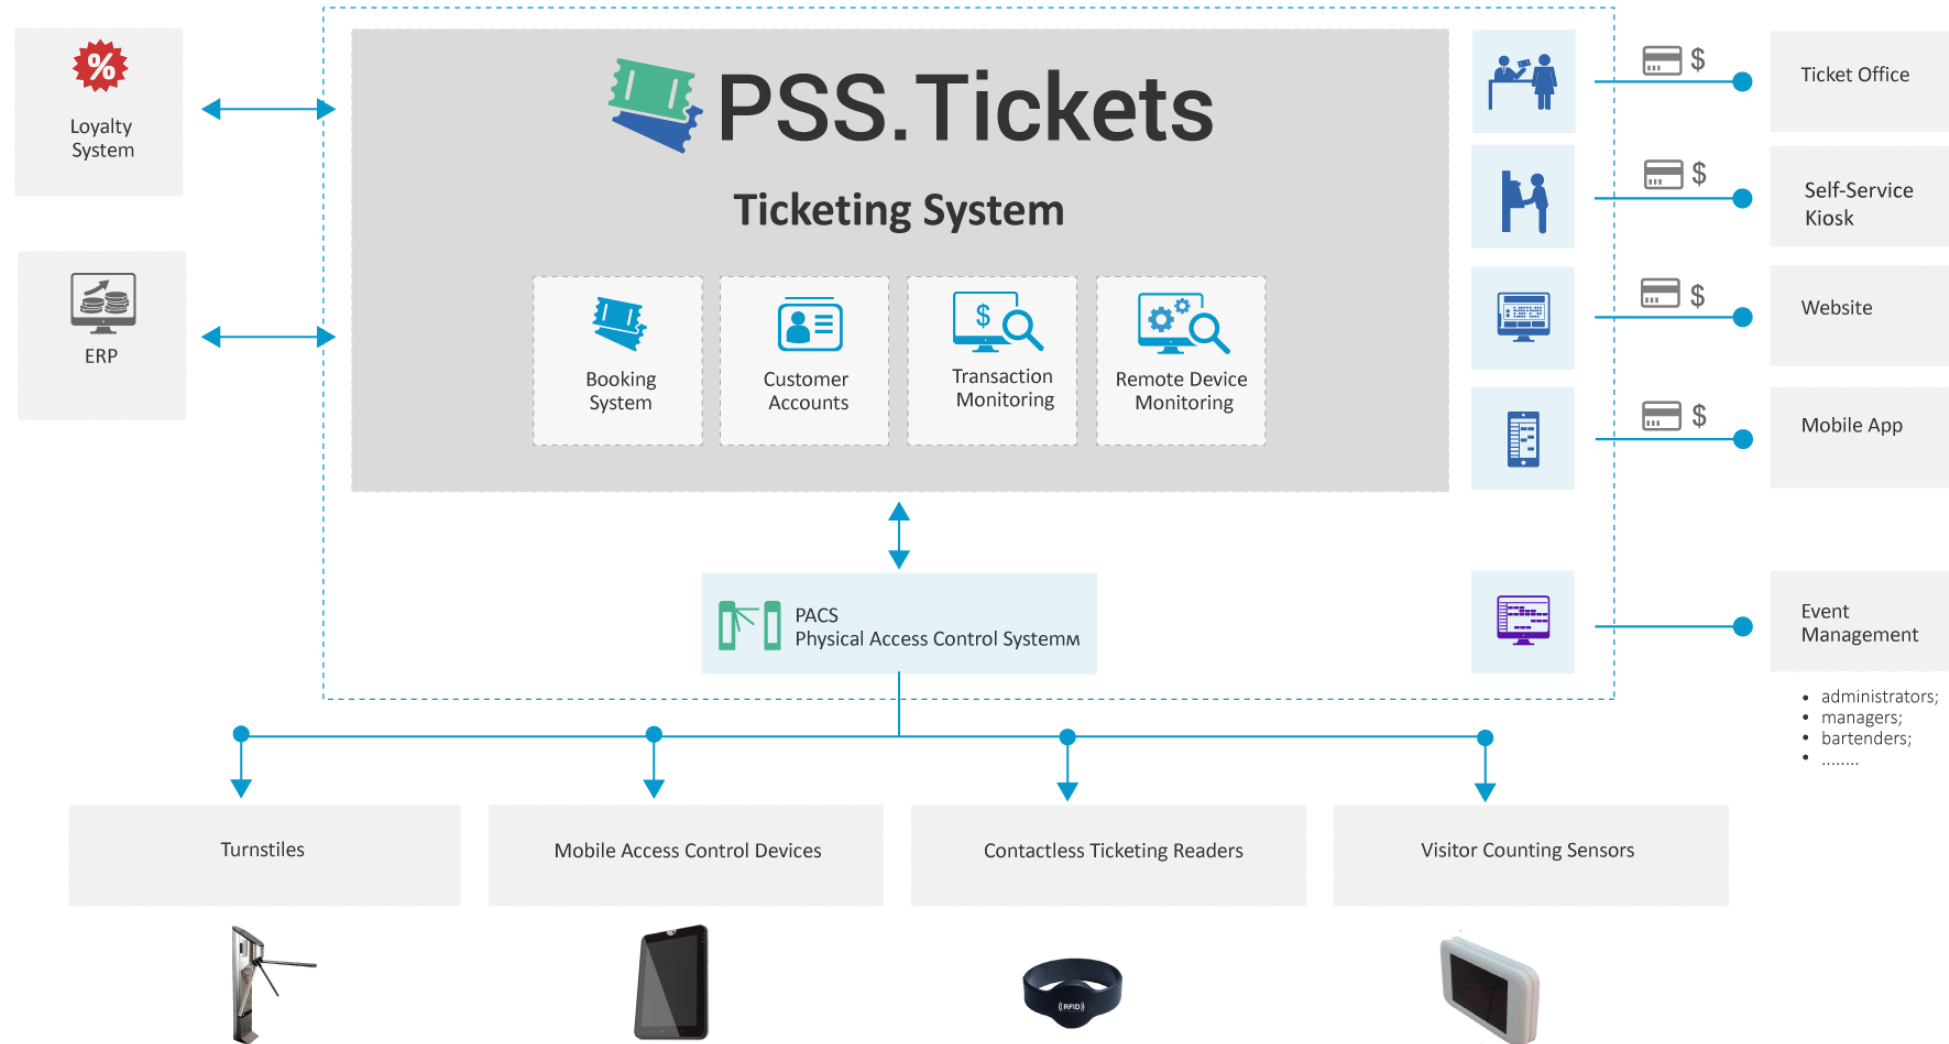 %
Loyalty
System
ERP
PSS.Tickets
Ticketing System
Booking
System
Customer
Accounts
$
Transaction
Monitoring
Remote Device
Monitoring
$
Ticket Office
$
Self-Service
Kiosk
$
Website
$
Mobile App
PACS
Physical Access Control Systemм
Event
Management
• administrators;
• managers;
• bartenders;
• ........
Turnstiles
Mobile Access Control Devices
Contactless Ticketing Readers
Visitor Counting Sensors
((RFID))